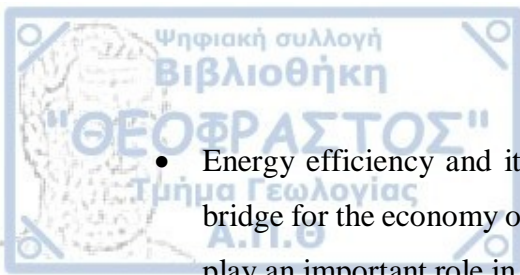 Ψηφιακή συλλογή
Βιβλιοθήκη
"ΘΕΟΦΡΑΣΤΟΣ"
• Energy efficiency and it
Τμήμα Γεωλογίας
bridge for the economy o
Α.Π.Θ
play an important role in